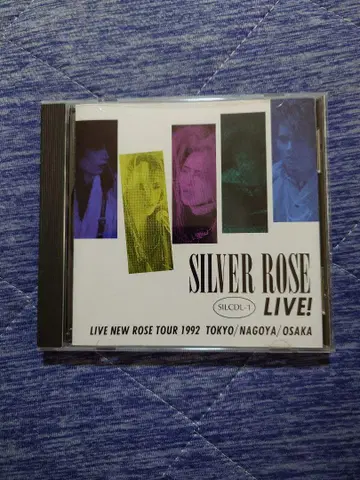 SILVER ROSE
SILCDL-1
LIVE!
LIVE NEW ROSE TOUR 1992 TOKYO/NAGOYA/OSAKA